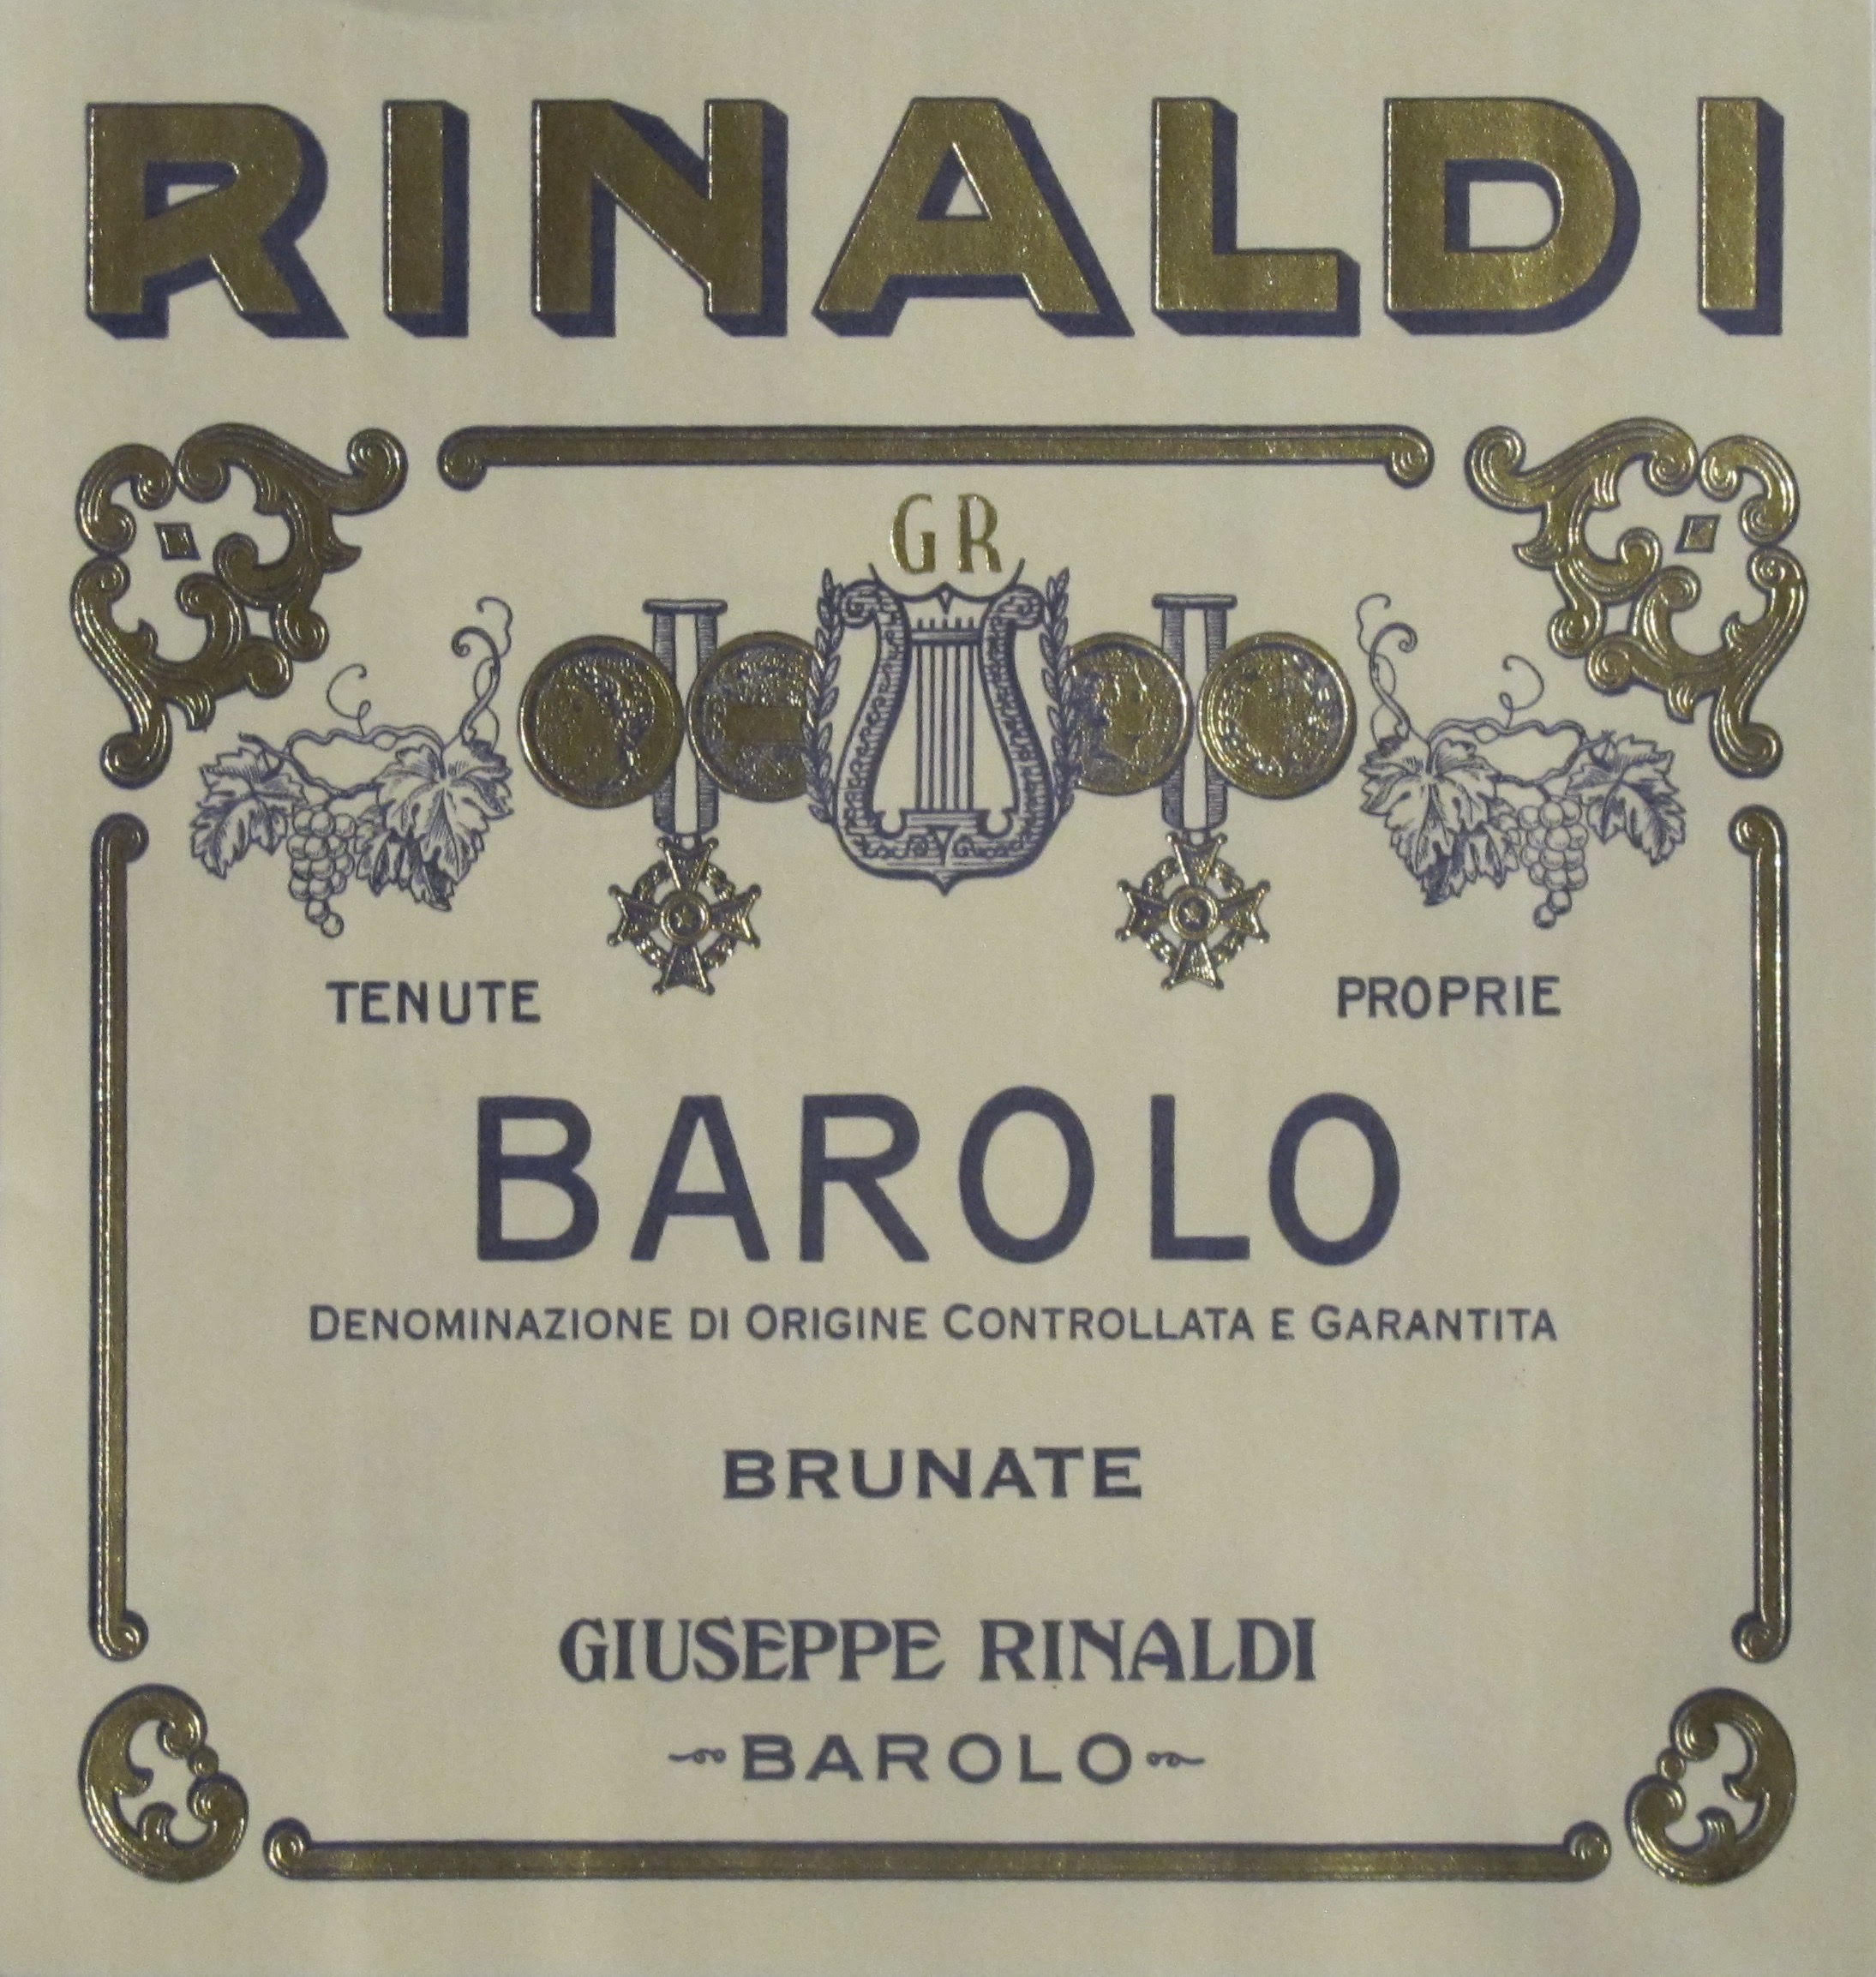 RINALDI
GR
TENUTE PROPRIE
BAROLO
DENOMINAZIONE DI ORIGINE CONTROLLATA E GARANTITA
BRUNATE
GIUSEPPE RINALDI
BAROLO